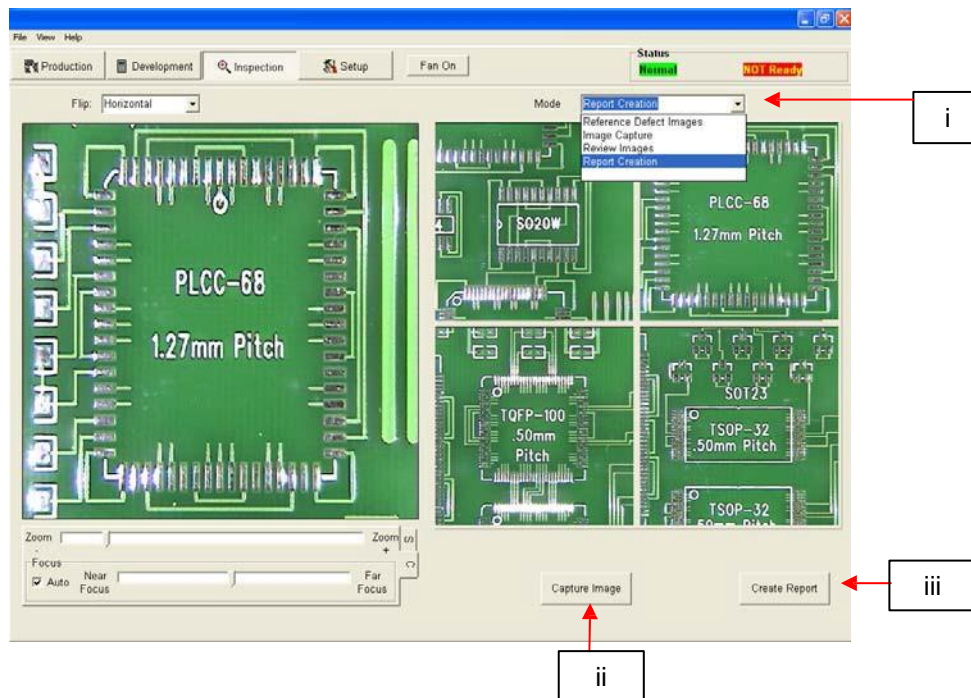 File View Help
Production Development Inspection Setup Fan On
Status
Normal NOT Ready
Flip: Horizontal
Mode Report Creation
Reference Defect Images
Image Capture
Review Images
Report Creation
i
PLCC-68
1.27mm Pitch
4
SO20W
PLCC-68
1.27mm Pitch
TQFP-100
.50mm
Pitch
SOT23
TSOP-32
.50mm Pitch
TSOP-32
.50mm Pitch
Zoom
-
Zoom
+
S
C
Focus
Auto
Near
Focus
Far
Focus
Capture Image
Create Report
iii
ii